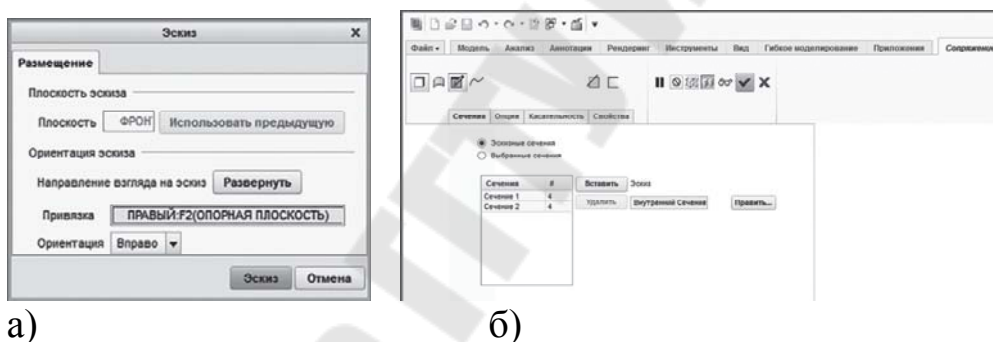 Эскиз
Размещение
Плоскость эскиза
Плоскость ФРОН Использовать предыдущую
Ориентация эскиза
Направление взгляда на эскиз Развернуть
Привязка ПРАВЫЙ:F2(ОПОРНАЯ ПЛОСКОСТЬ)
Ориентация Вправо
Эскиз Отмена
а)
Файл Модель Анализ Аннотации Рендеринг Инструменты Вид Гибкое моделирование Приложения Сопряжение
Сечения Опции Касательность Свойства
Эскизные сечения
Выбранные сечения
Сечения # Вставить Эскиз
Сечение 1 4 Удалить Внутренний Сечение Править...
Сечение 2 4
б)